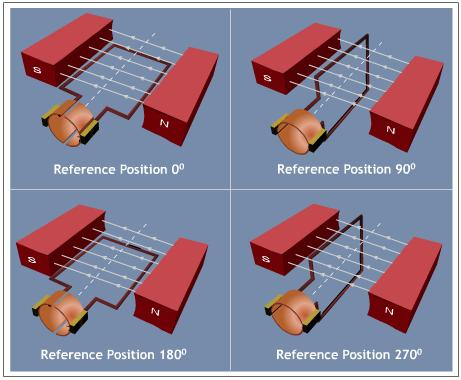 S
N
Reference Position 0⁰
S
N
Reference Position 90⁰
S
N
Reference Position 180⁰
S
N
Reference Position 270⁰